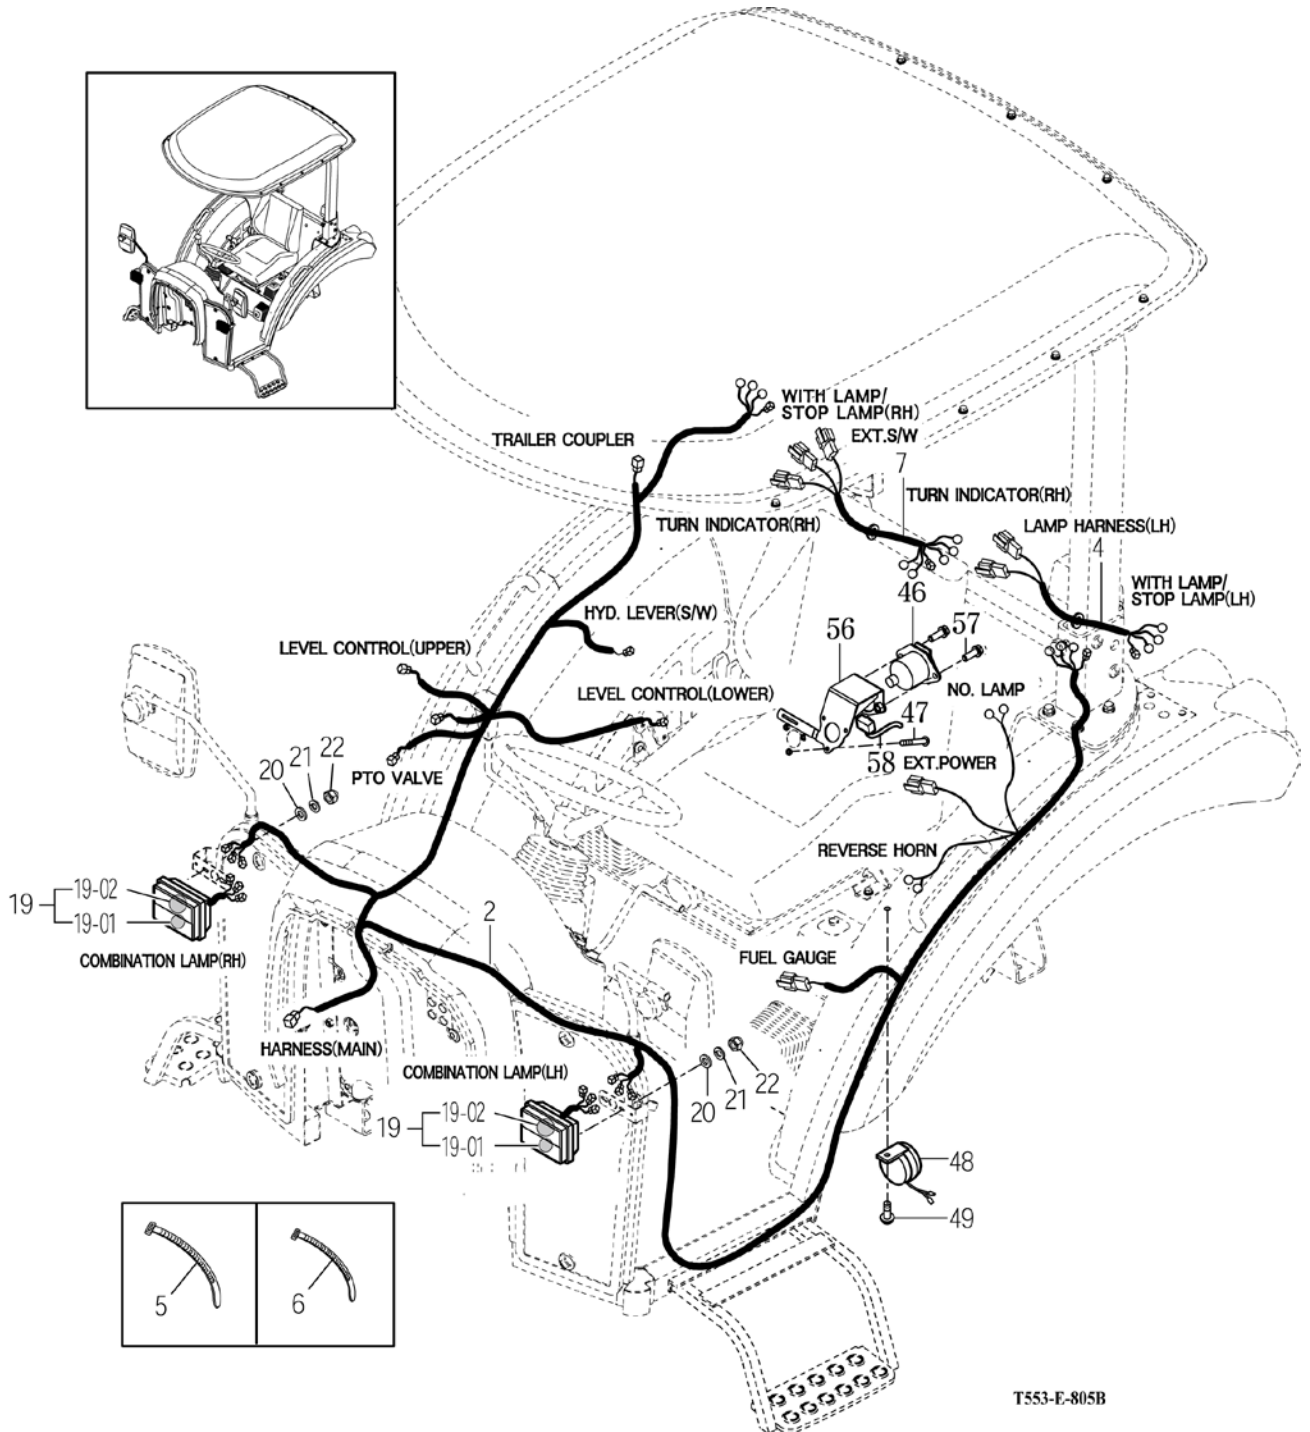 WITH LAMP/
STOP LAMP(RH)
EXT.S/W
TRAILER COUPLER
7
TURN INDICATOR(RH)
TURN INDICATOR(RH)
LAMP HARNESS(LH)
4
WITH LAMP/
STOP LAMP(LH)
46
57
56
HYD. LEVER(S/W)
LEVEL CONTROL(UPPER)
LEVEL CONTROL(LOWER)
NO. LAMP
47
58
EXT.POWER
PTO VALVE
20
21
22
REVERSE HORN
19
19-02
19-01
COMBINATION LAMP(RH)
2
FUEL GAUGE
HARNESS(MAIN)
COMBINATION LAMP(LH)
20
21
22
19
19-02
19-01
48
49
5
6
T553-E-805B